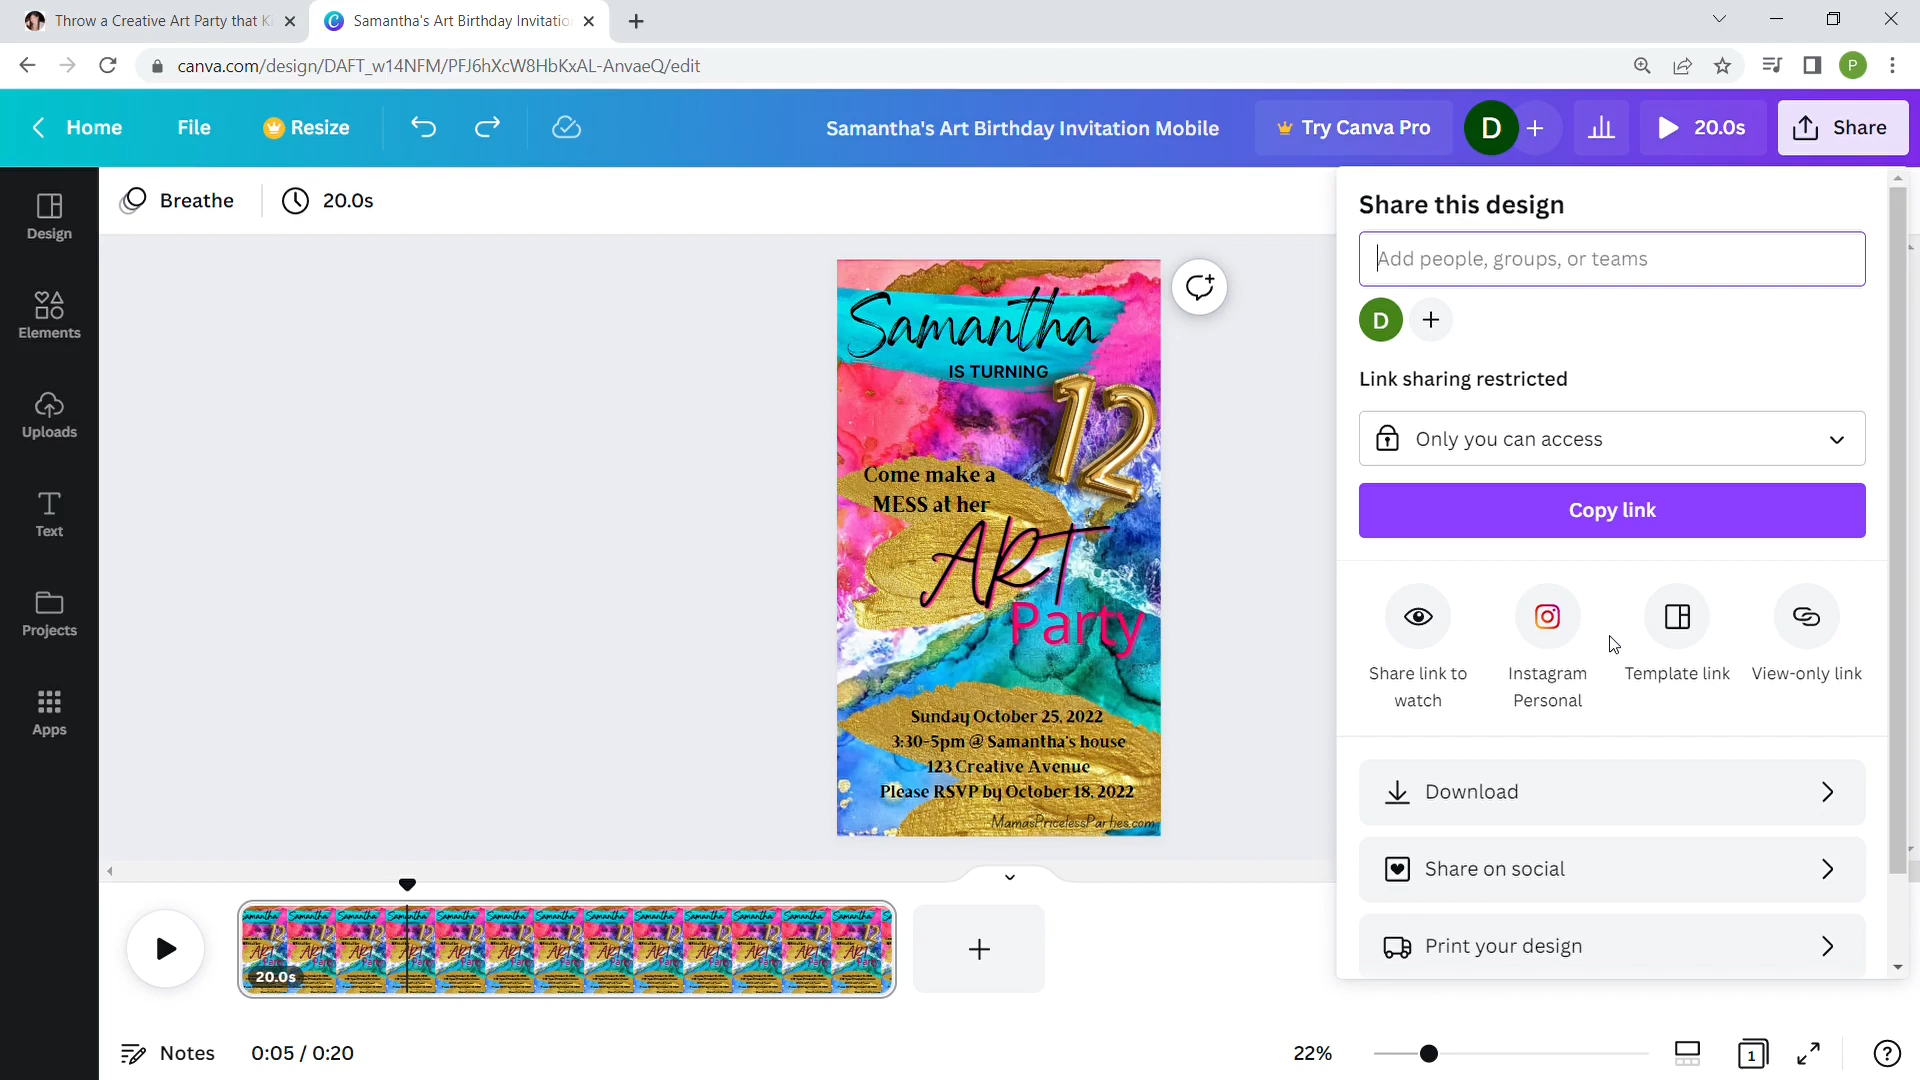 Throw a Creative Art Party that K
Samantha's Art Birthday Invitatio
canva.com/design/DAFT_w14NFM/PFJ6hXcW8HbKxAL-AnvaeQ/edit
P
Home
File
Resize
Samantha's Art Birthday Invitation Mobile
Try Canva Pro
D
20.0s
Share
Design
Elements
Uploads
Text
Projects
Apps
Breathe
20.0s
Samantha
IS TURNING
12
Come make a
MESS at her
ART
Party
Sunday October 25, 2022
3:30-5pm @ Samantha's house
123 Creative Avenue
Please RSVP by October 18, 2022
MamasPricelessParties.com
Share this design
Add people, groups, or teams
D
Link sharing restricted
Only you can access
Copy link
Share link to
watch
Instagram
Personal
Template link
View-only link
Download
Share on social
Print your design
20.0s
Notes
0:05 / 0:20
22%
1